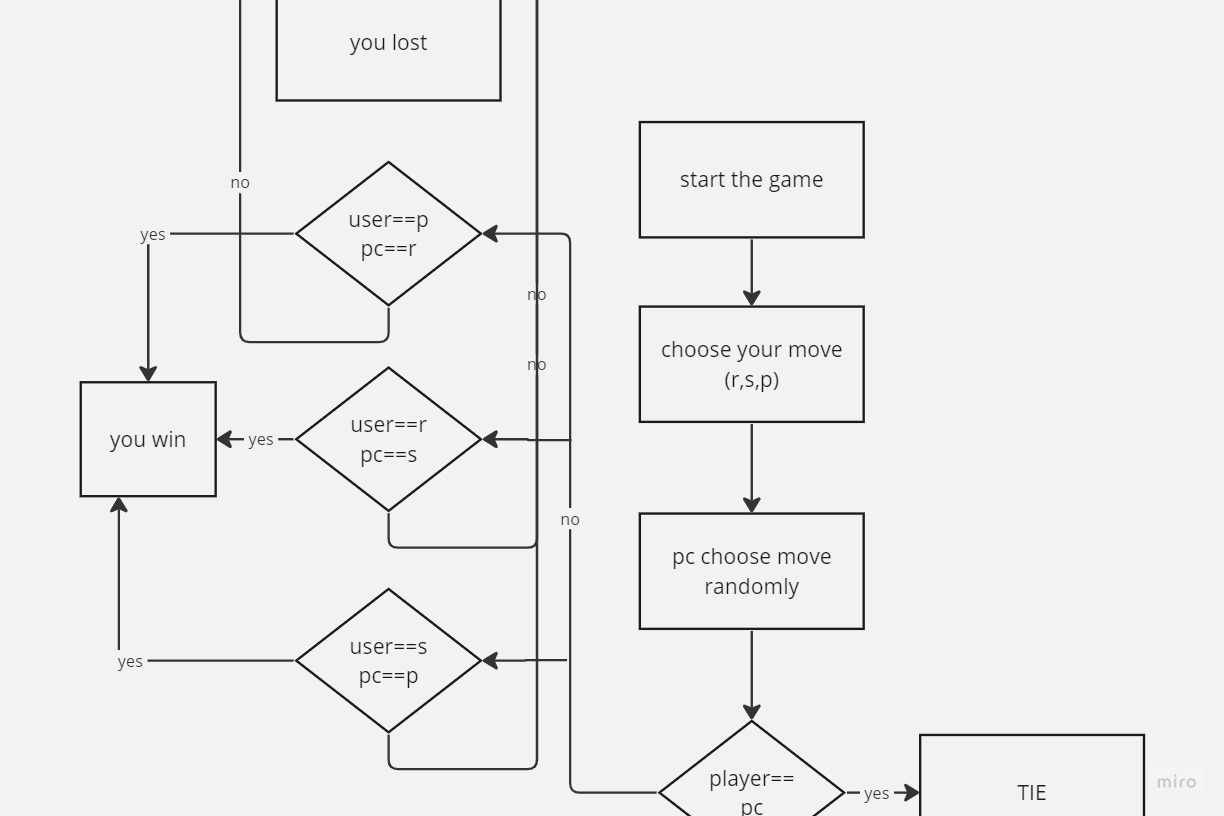 you lost
start the game
no
user==p
pc==r
yes
no
choose your move
(r,s,p)
no
user==r
pc==s
you win
yes
no
pc choose move
randomly
user==s
pc==p
yes
player==
pc
yes
TIE
miro